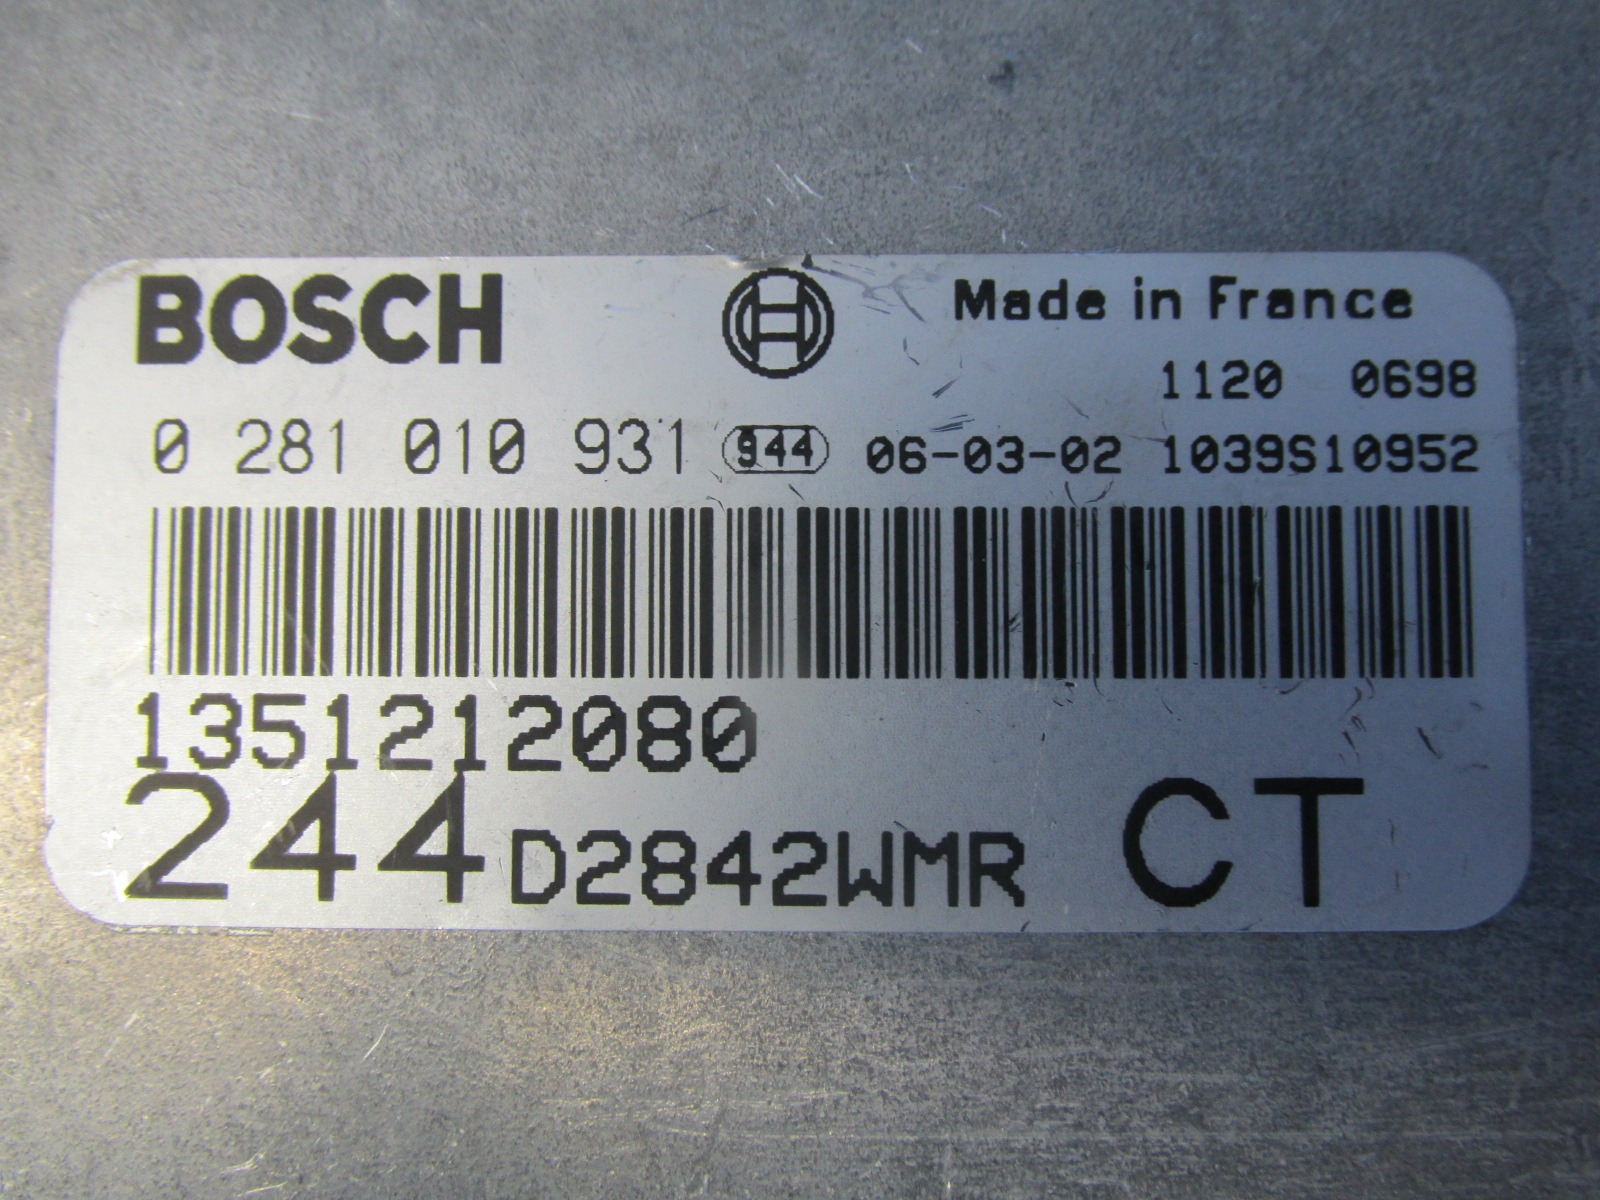 BOSCH Made in France
1120 0698
0 281 010 931 944 06-03-02 1039S10952
1351212080
244 D2842WMR CT